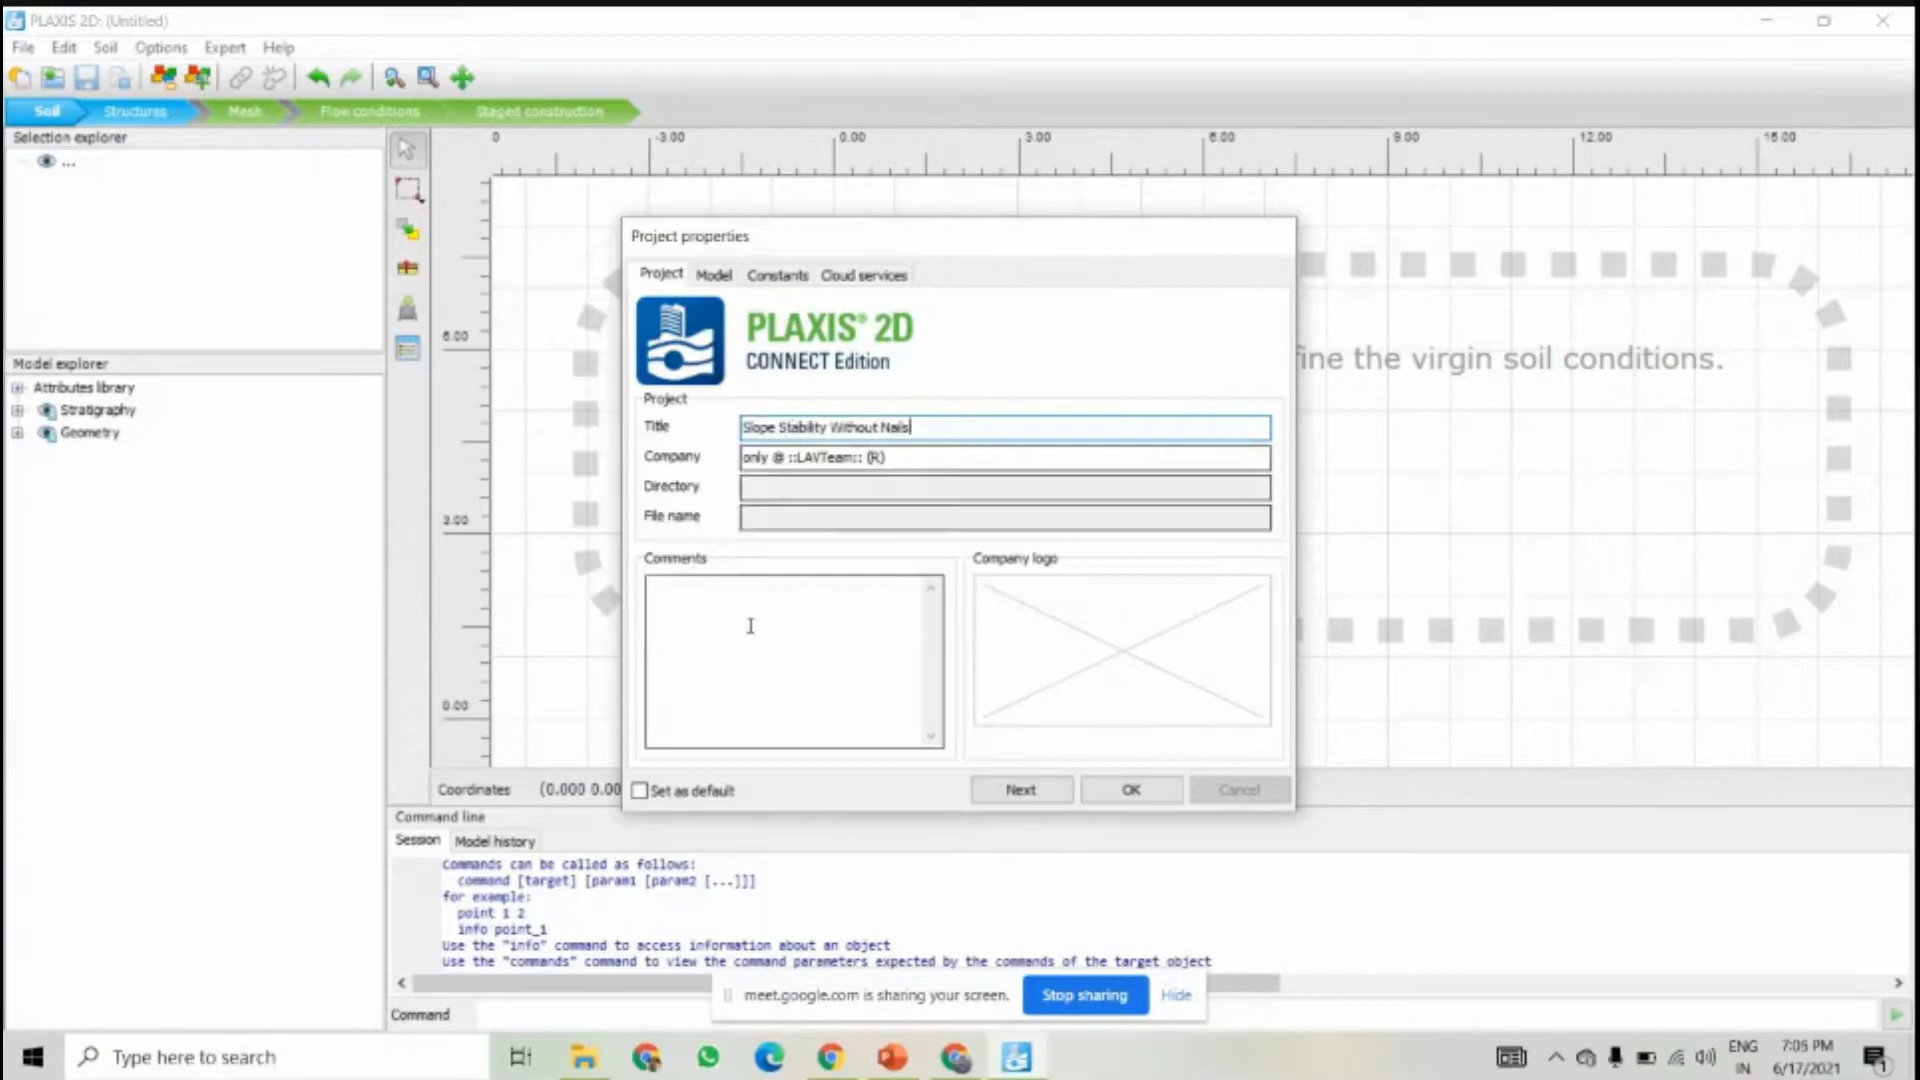 PLAXIS 2D: (Untitled)
File Edit Soil Options Expert Help
Soil Structures Mesh Flow conditions Staged construction
Selection explorer
...
Model explorer
Attributes library
Stratigraphy
Geometry
0 -3.00 0.00 3.00 6.00 9.00 12.00 15.00
6.00
3.00
0.00
fine the virgin soil conditions.
Project properties
Project Model Constants Cloud services
PLAXIS® 2D
CONNECT Edition
Project
Title Slope Stability Without Nails
Company only @ ::LAVTeam:: (R)
Directory
File name
Comments Company logo
Set as default Next OK Cancel
Coordinates (0.000 0.00
Command line
Session Model history
Commands can be called as follows:
command [target] [param1 [param2 [...]]]
for example:
point 1 2
info point_1
Use the "info" command to access information about an object
Use the "commands" command to view the command parameters expected by the commands of the target object
meet.google.com is sharing your screen. Stop sharing Hide
Command
Type here to search
ENG
IN
7:05 PM
6/17/2021
1